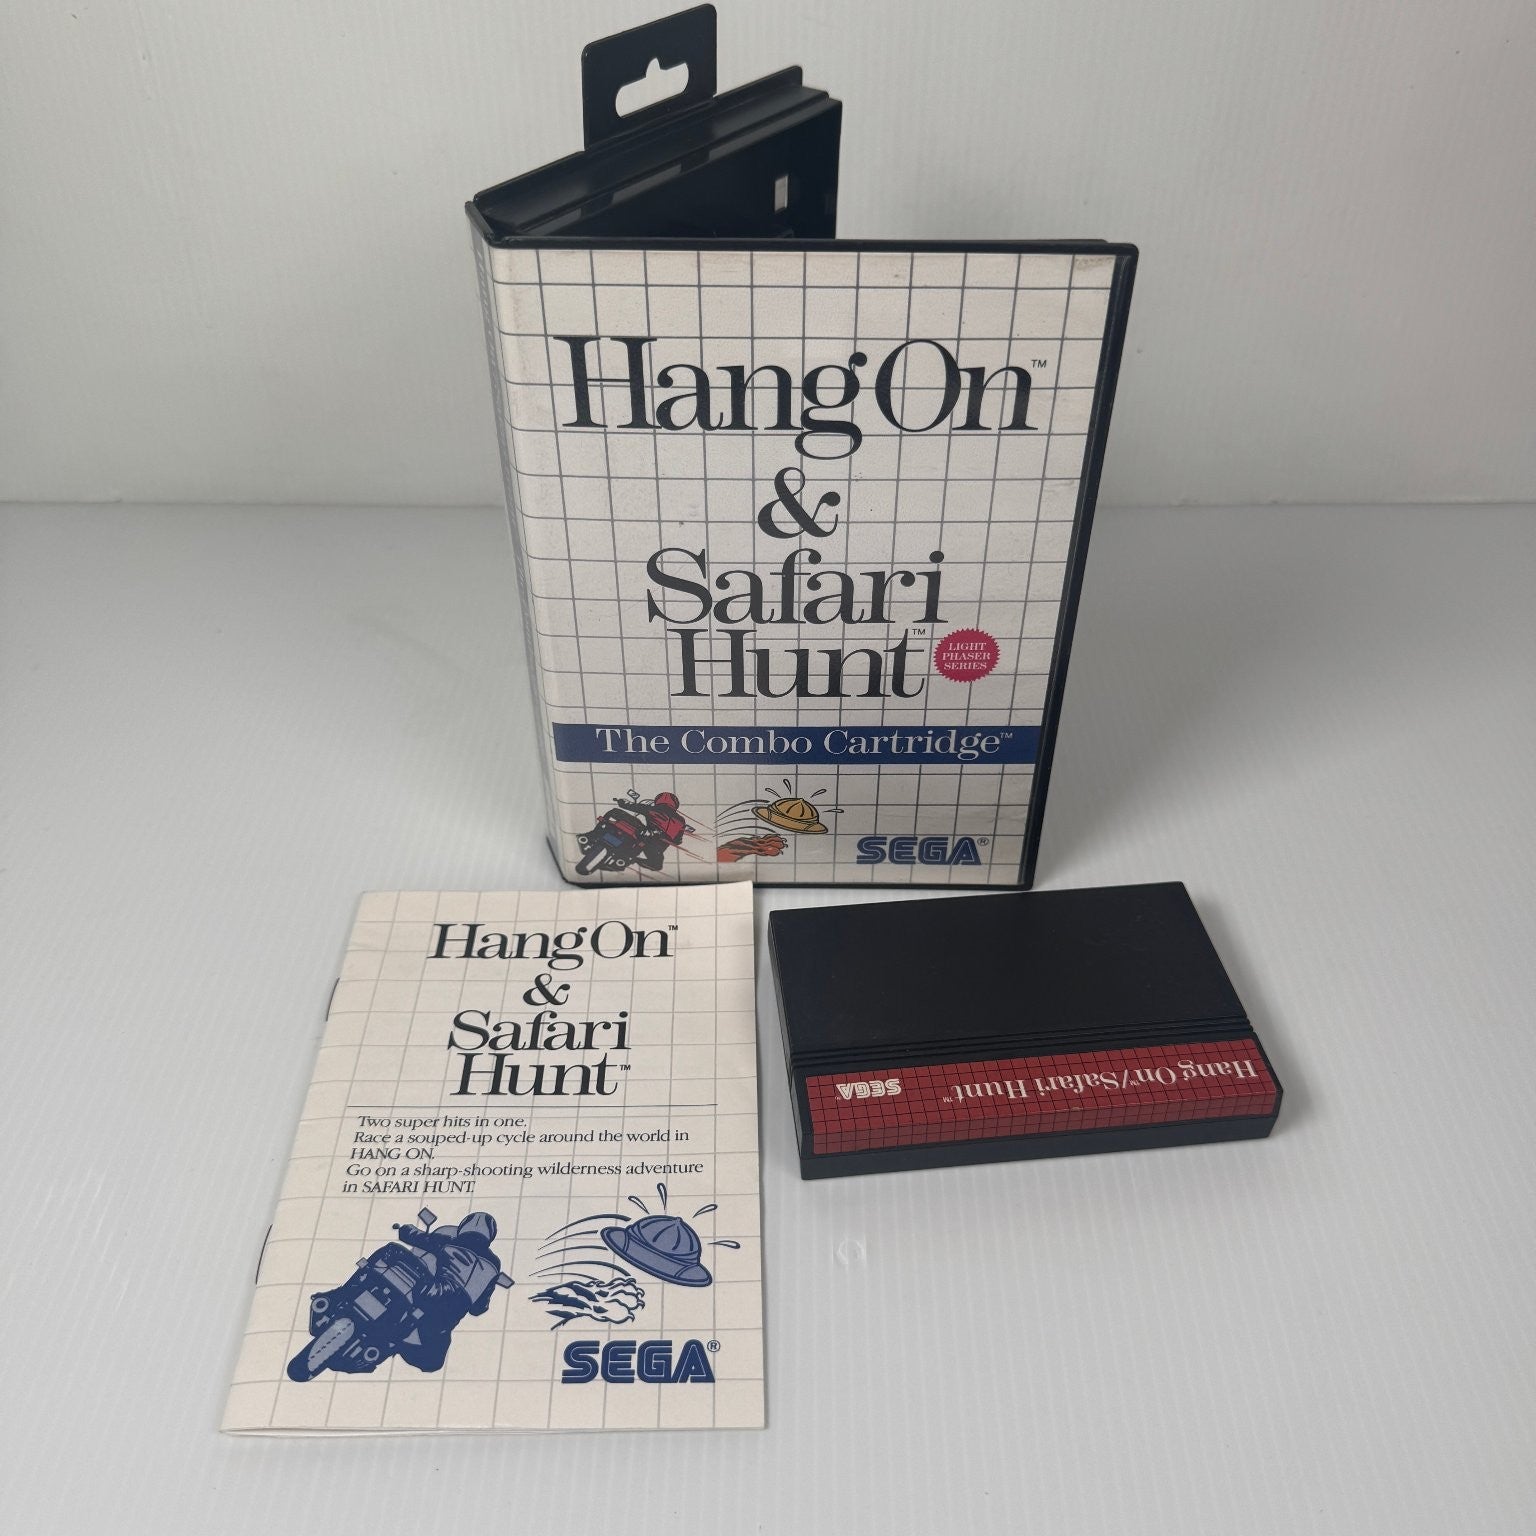 Hang On™
&
Safari
Hunt™
LIGHT
PHASER
SERIES
The Combo Cartridge™
SEGA®
Hang On™
&
Safari
Hunt™
Two super hits in one.
Race a souped-up cycle around the world in
HANG ON.
Go on a sharp-shooting wilderness adventure
in SAFARI HUNT.
SEGA®
Hang On™/Safari Hunt™
SEGA®